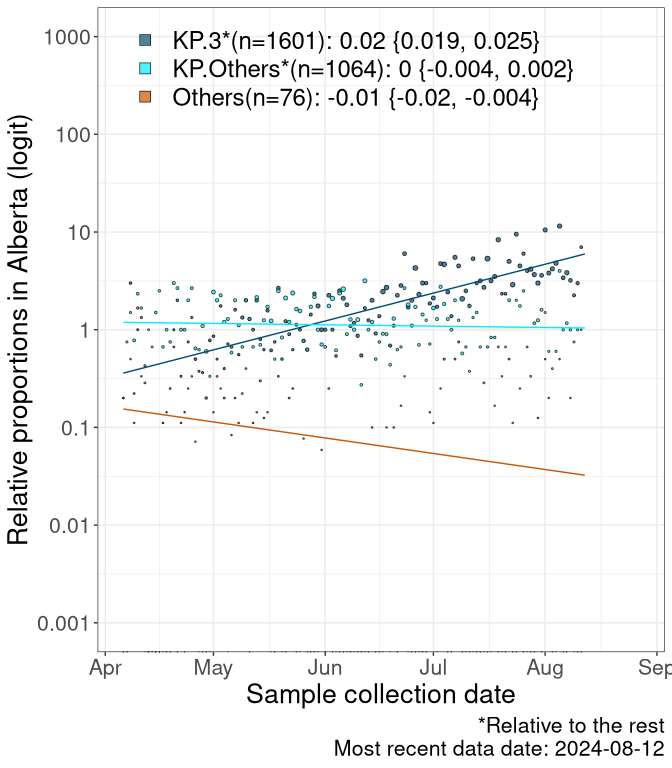 KP.3*(n=1601): 0.02 {0.019, 0.025}
KP.Others*(n=1064): 0 {-0.004, 0.002}
Others(n=76): -0.01 {-0.02, -0.004}
Relative proportions in Alberta (logit)
1000
100
10
1
0.1
0.01
0.001
Apr May Jun Jul Aug Sep
Sample collection date
*Relative to the rest
Most recent data date: 2024-08-12